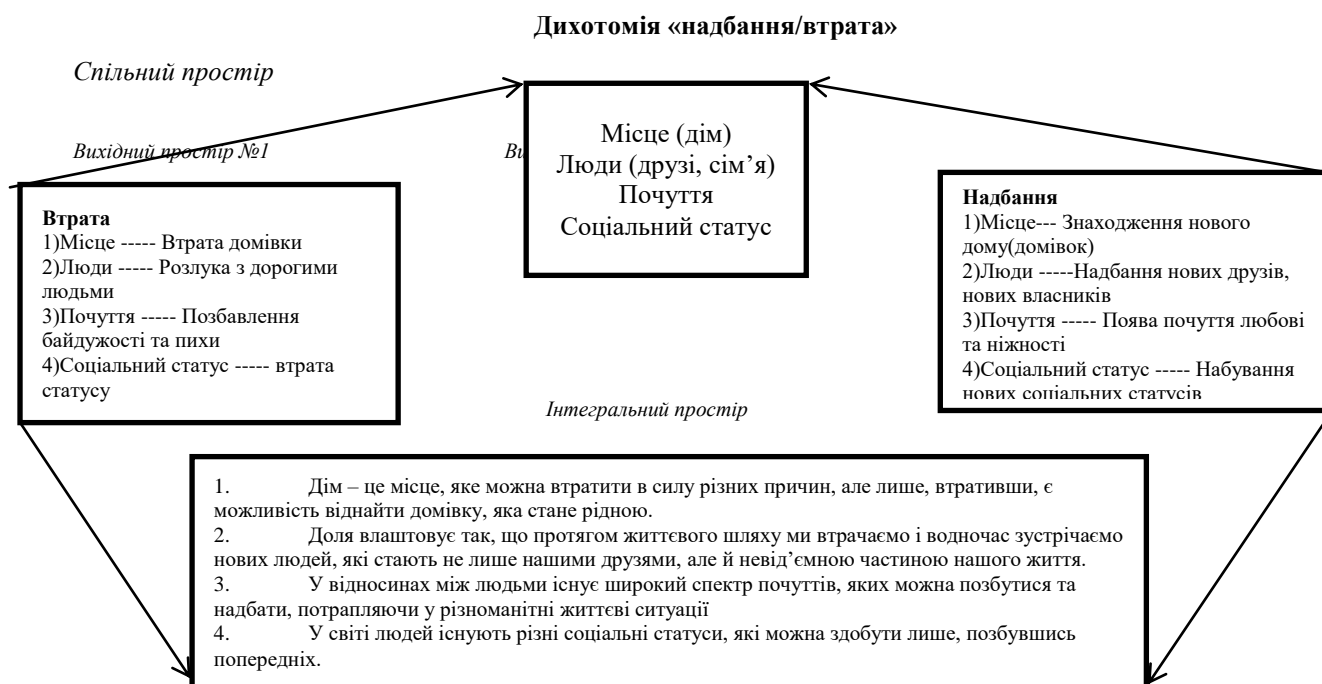 Дихотомія «надбання/втрата»
Спільний простір
Місце (дім)
Люди (друзі, сім’я)
Почуття
Соціальний статус
Вихідний простір №1
Втрата
1)Місце ----- Втрата домівки
2)Люди ----- Розлука з дорогими
людьми
3)Почуття ----- Позбавлення
байдужості та пихи
4)Соціальний статус ----- втрата
статусу
Надбання
1)Місце--- Знаходження нового
дому(домівок)
2)Люди -----Надбання нових друзів,
нових власників
3)Почуття ----- Поява почуття любові
та ніжності
4)Соціальний статус ----- Набування
нових соціальних статусів
Інтегральний простір
1. Дім – це місце, яке можна втратити в силу різних причин, але лише, втративши, є
можливість віднайти домівку, яка стане рідною.
2. Доля влаштовує так, що протягом життєвого шляху ми втрачаємо і водночас зустрічаємо
нових людей, які стають не лише нашими друзями, але й невід’ємною частиною нашого життя.
3. У відносинах між людьми існує широкий спектр почуттів, яких можна позбутися та
надбати, потрапляючи у різноманітні життєві ситуації
4. У світі людей існують різні соціальні статуси, які можна здобути лише, позбувшись
попередніх.